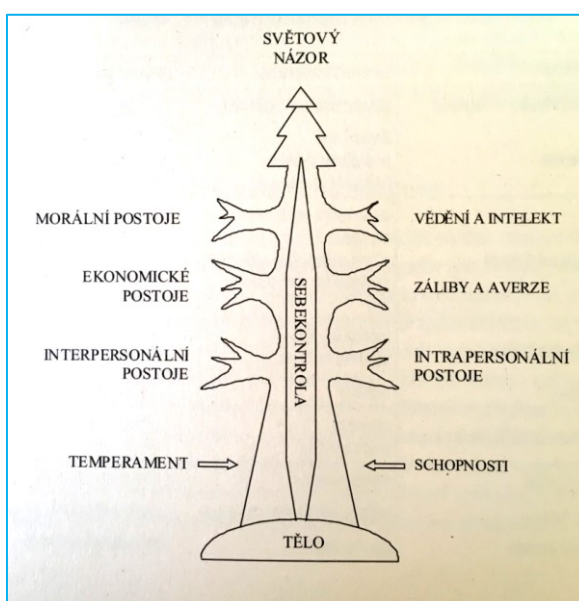 SVĚTOVÝ
NÁZOR
MORÁLNÍ POSTOJE
VĚDĚNÍ A INTELEKT
EKONOMICKÉ
POSTOJE
ZÁLIBY A AVERZE
SEBEKONTROLA
INTERPERSONÁLNÍ
POSTOJE
INTRAPERSONÁLNÍ
POSTOJE
TEMPERAMENT
SCHOPNOSTI
TĚLO